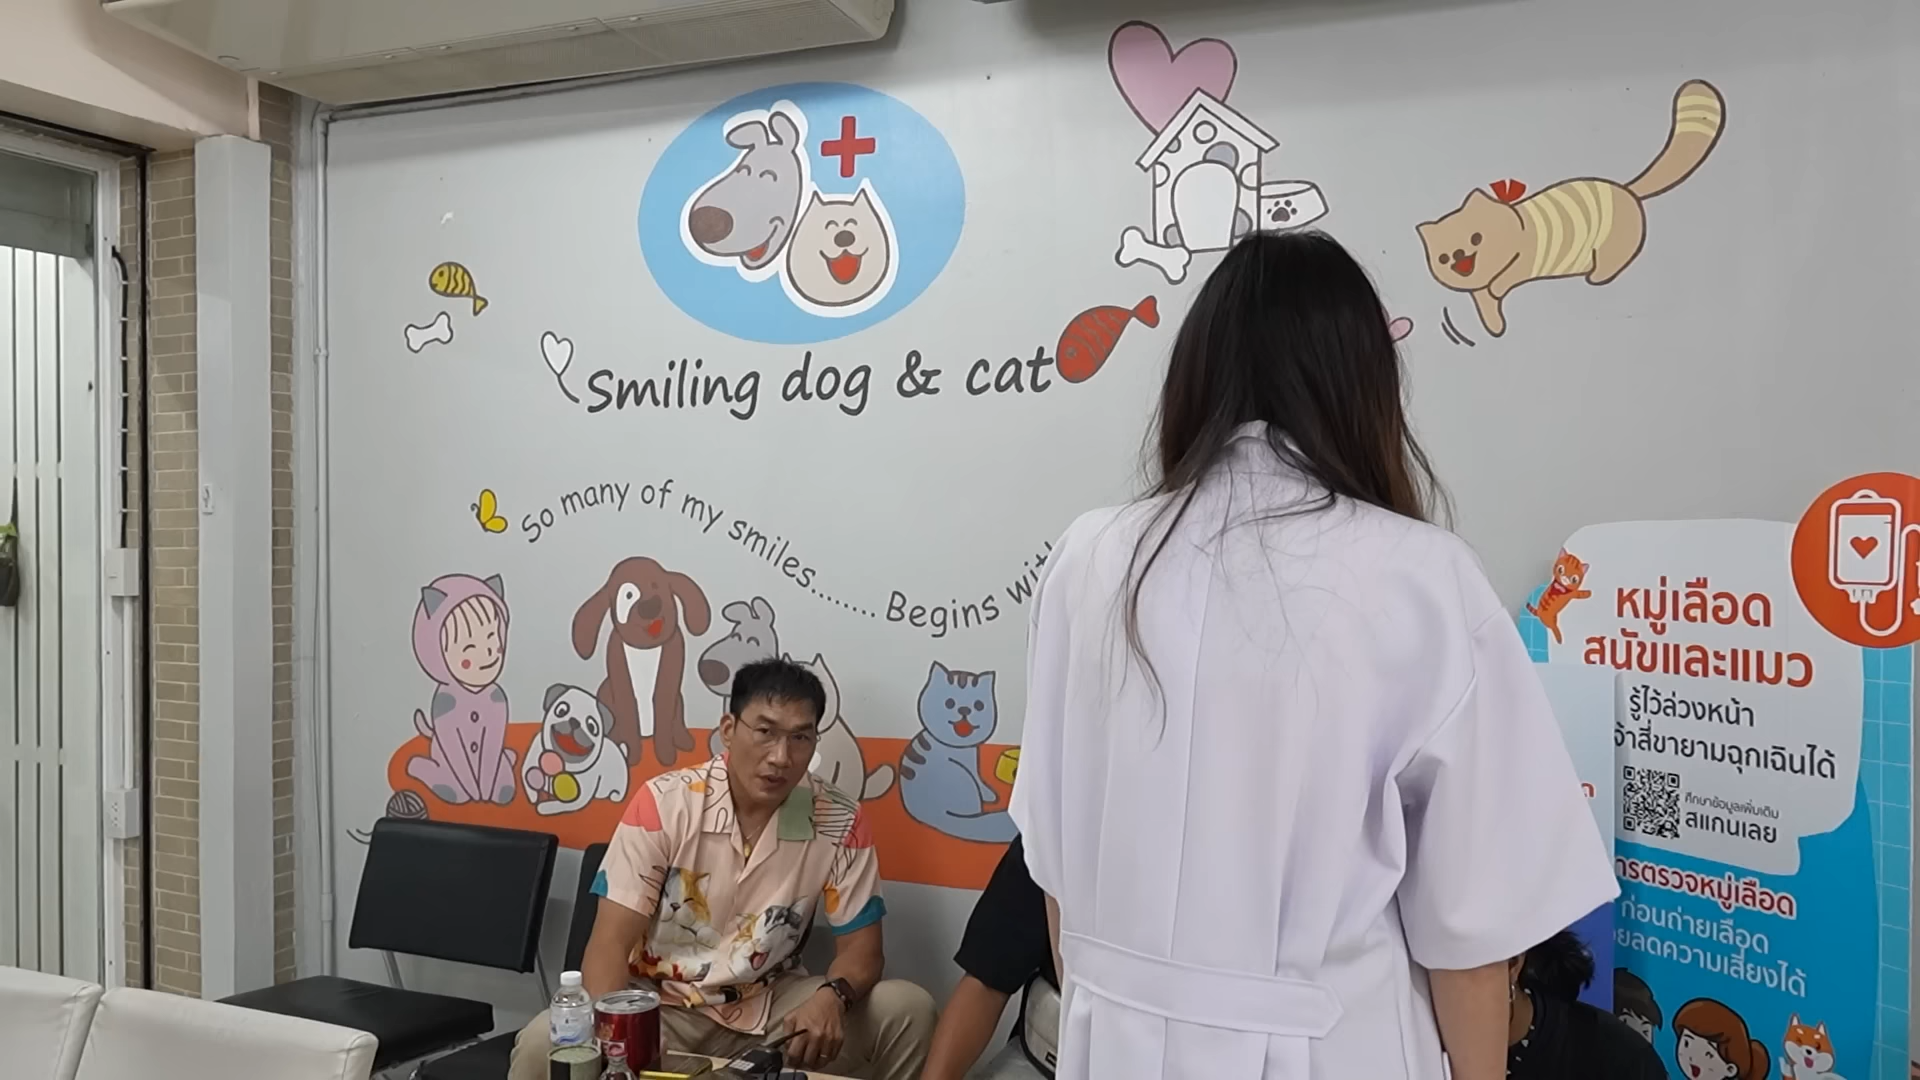 Smiling dog & cat
So many of my smiles....... Begins with
หมู่เลือด
สนัขและแมว
รู้ไว้ล่วงหน้า
จ้าสี่ขายามฉุกเฉินได้
ศึกษาข้อมูลเพิ่มเติม
สแกนเลย
ารตรวจหมู่เลือด
ก่อนถ่ายเลือด
ยลดความเสี่ยงได้